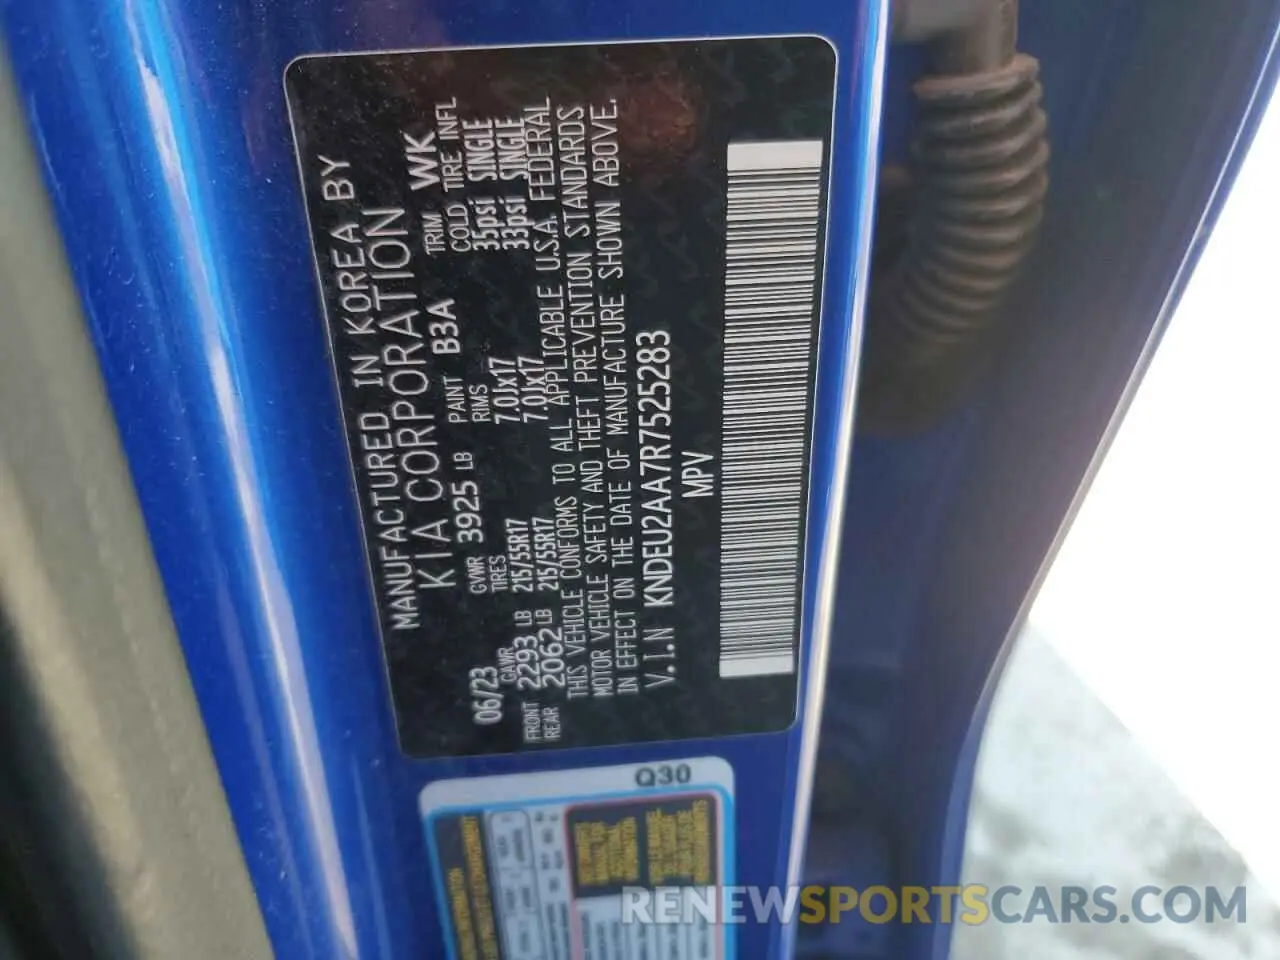 MANUFACTURED IN KOREA BY
KIA CORPORATION
06/23 GVWR 3925 LB PAINT B3A TRIM WK
GAWR TIRES RIMS COLD TIRE INFL
FRONT 2293 LB 215/55R17 7.0Jx17 35psi SINGLE
REAR 2062 LB 215/55R17 7.0Jx17 33psi SINGLE
THIS VEHICLE CONFORMS TO ALL APPLICABLE U.S.A. FEDERAL
MOTOR VEHICLE SAFETY AND THEFT PREVENTION STANDARDS
IN EFFECT ON THE DATE OF MANUFACTURE SHOWN ABOVE.
V.I.N KNDEU2AA7R7525283
MPV
Q30
RENEWSPORTSCARS.COM